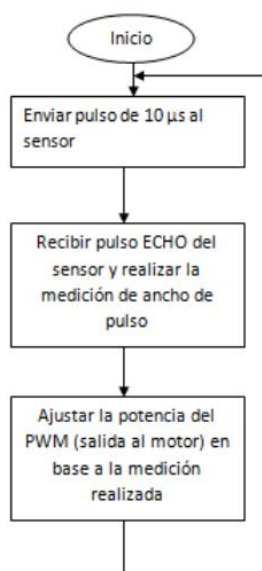 Inicio
Enviar pulso de 10 µs al
sensor
Recibir pulso ECHO del
sensor y realizar la
medición de ancho de
pulso
Ajustar la potencia del
PWM (salida al motor) en
base a la medición
realizada